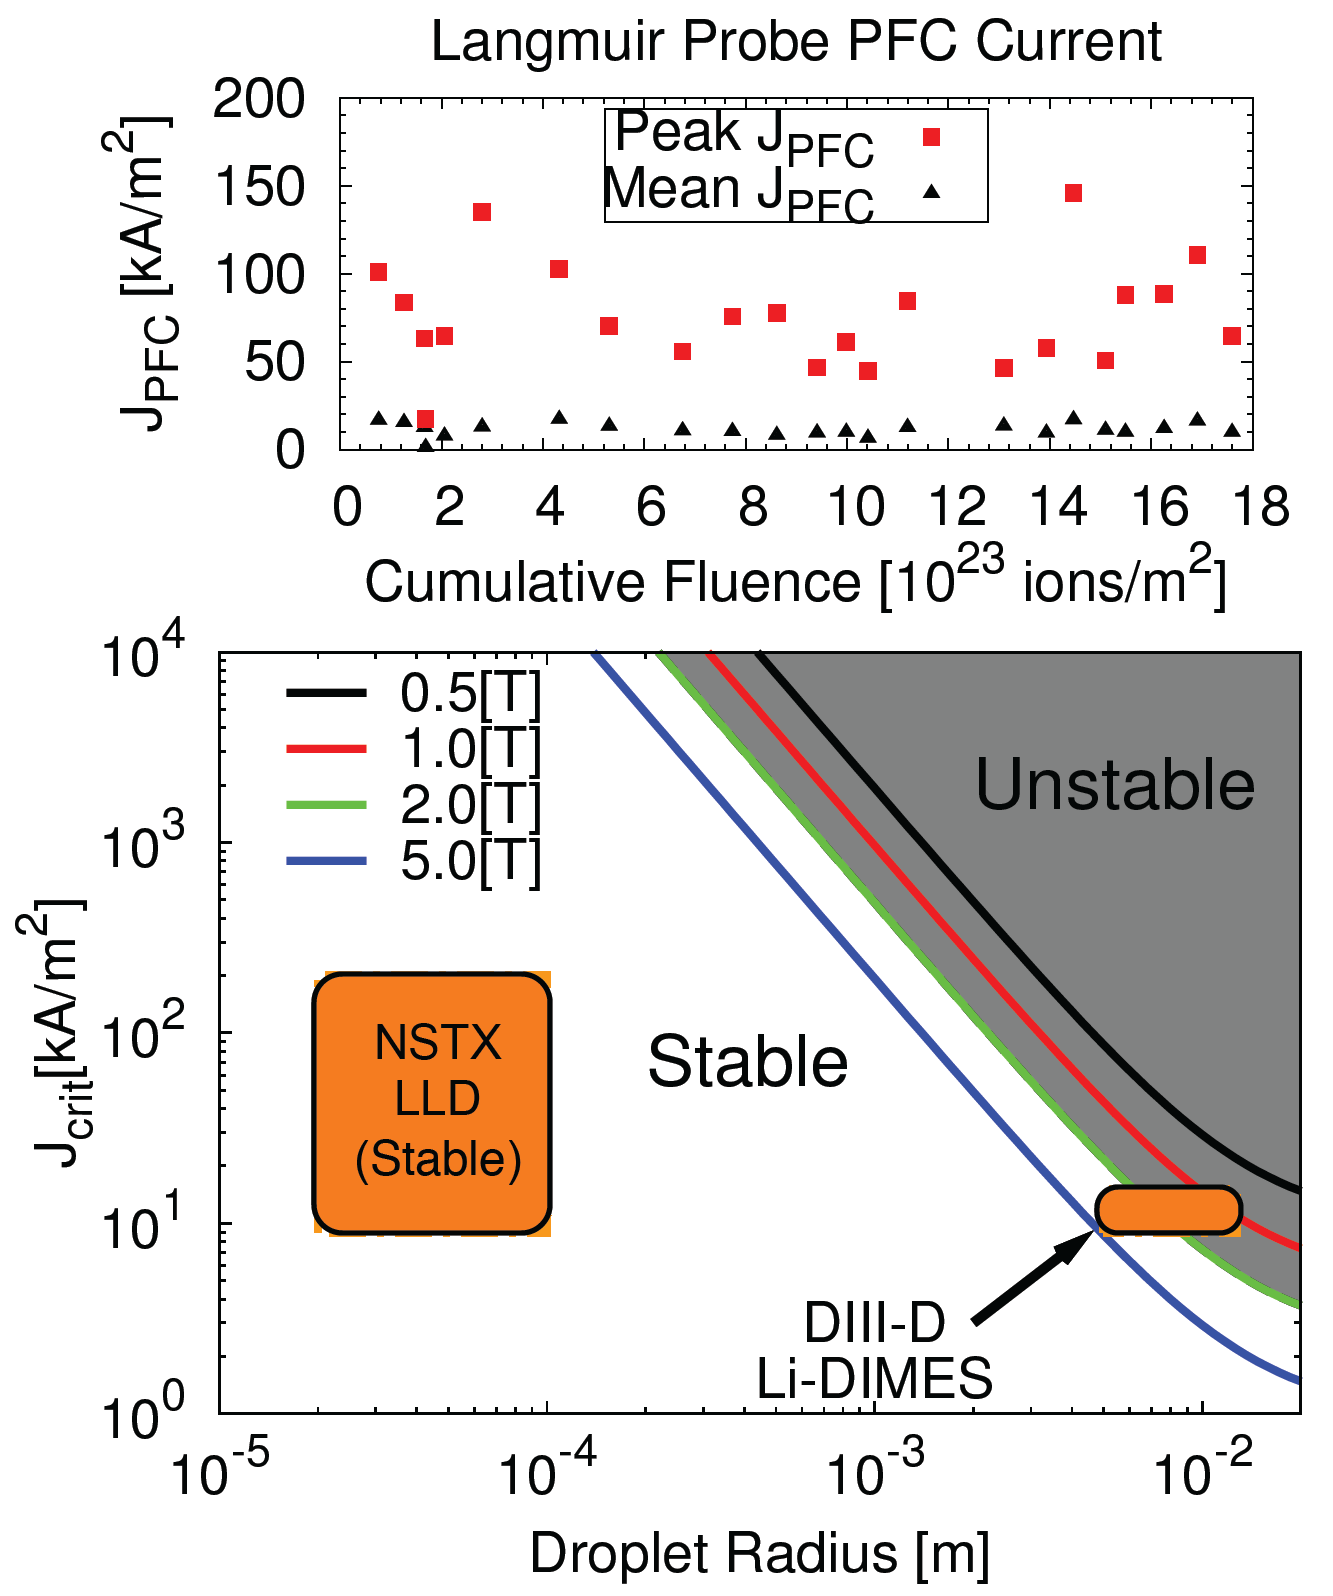 Langmuir Probe PFC Current
200
150
100
50
0
J_PFC [kA/m^2]
Peak J_PFC
Mean J_PFC
0 2 4 6 8 10 12 14 16 18
Cumulative Fluence [10^23 ions/m^2]
10^4
10^3
10^2
10^1
10^0
J_crit[kA/m^2]
0.5[T]
1.0[T]
2.0[T]
5.0[T]
Unstable
Stable
NSTX
LLD
(Stable)
DIII-D
Li-DIMES
10^-5 10^-4 10^-3 10^-2
Droplet Radius [m]